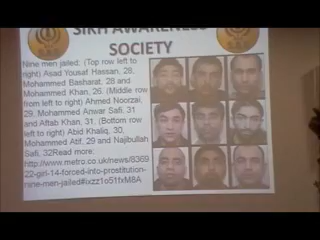 SIKH AWARENESS
SOCIETY
Nine men jailed: (Top row left to
right) Asad Yousaf Hassan, 28,
Mohammed Basharat, 28 and
Mohammed Khan, 26. (Middle row
from left to right) Ahmed Noorzai,
29, Mohammed Anwar Safi, 31
and Aftab Khan, 31. (Bottom row
left to right) Abid Khaliq, 30,
Mohammed Atif, 29 and Najibullah
Safi, 32Read more:
http://www.metro.co.uk/news/8369
22-girl-14-forced-into-prostitution-
nine-men-jailed#ixzz1o51fxM8A